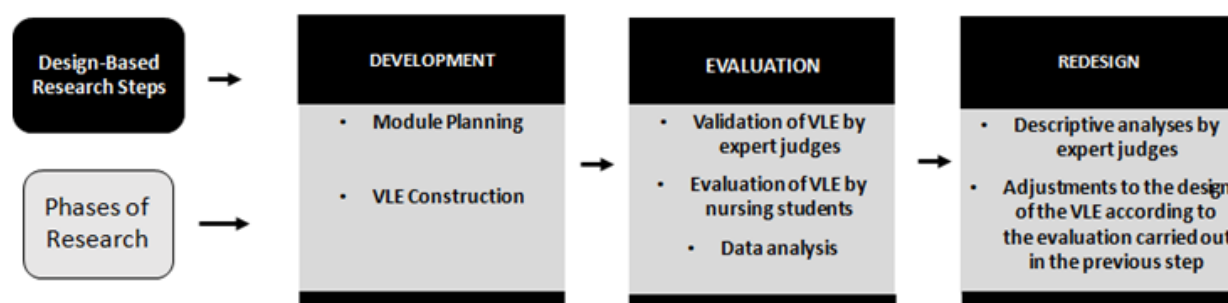 Design-Based
Research Steps
Phases of
Research
DEVELOPMENT
• Module Planning
• VLE Construction
EVALUATION
• Validation of VLE by
expert judges
• Evaluation of VLE by
nursing students
• Data analysis
REDESIGN
• Descriptive analyses by
expert judges
• Adjustments to the design
of the VLE according to
the evaluation carried out
in the previous step